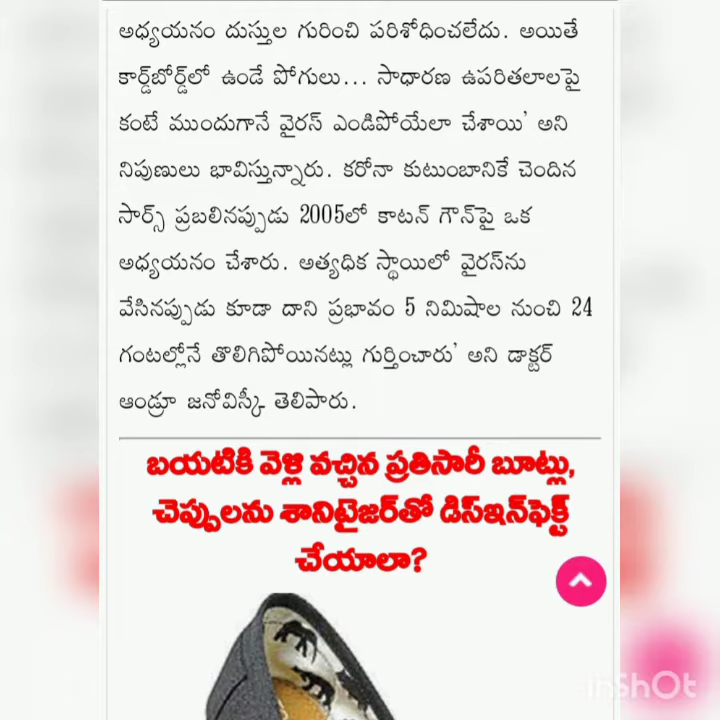 అధ్యయనం దుస్తుల గురించి పరిశోధించలేదు. అయితే
కార్డ్‌బోర్డ్‌లో ఉండే పోగులు... సాధారణ ఉపరితలాలపై
కంటే ముందుగానే వైరస్ ఎండిపోయేలా చేశాయి' అని
నిపుణులు భావిస్తున్నారు. కరోనా కుటుంబానికే చెందిన
సార్స్ ప్రబలినప్పుడు 2005లో కాటన్ గౌన్‌పై ఒక
అధ్యయనం చేశారు. అత్యధిక స్థాయిలో వైరస్‌ను
వేసినప్పుడు కూడా దాని ప్రభావం 5 నిమిషాల నుంచి 24
గంటల్లోనే తొలిగిపోయినట్లు గుర్తించారు' అని డాక్టర్
ఆండ్రూ జనోవిస్కీ తెలిపారు.
బయటికి వెళ్లి వచ్చిన ప్రతిసారీ బూట్లు,
చెప్పులను శానిటైజర్‌తో డిస్ఇన్‌ఫెక్ట్
చేయాలా?
InShOt